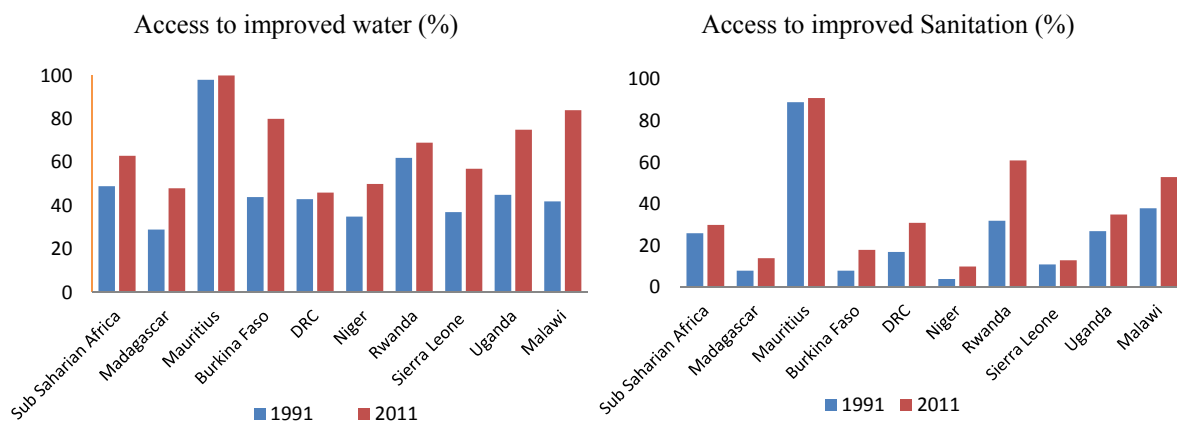 Access to improved water (%)
100
80
60
40
20
0
Sub Saharian Africa
Madagascar
Mauritius
Burkina Faso
DRC
Niger
Rwanda
Sierra Leone
Uganda
Malawi
1991 2011
Access to improved Sanitation (%)
100
80
60
40
20
0
Sub Saharian Africa
Madagascar
Mauritius
Burkina Faso
DRC
Niger
Rwanda
Sierra Leone
Uganda
Malawi
1991 2011